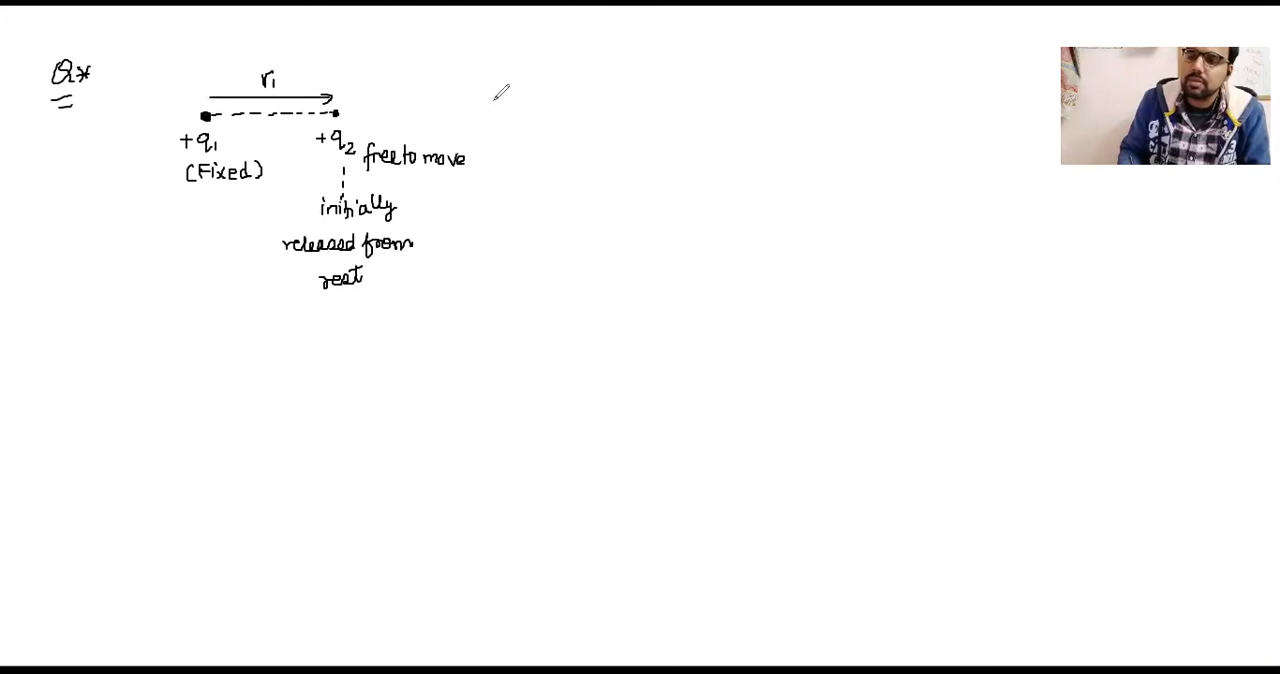 Q*
r₁
+q₁ +q₂ free to move
(Fixed)
initially
released from
rest